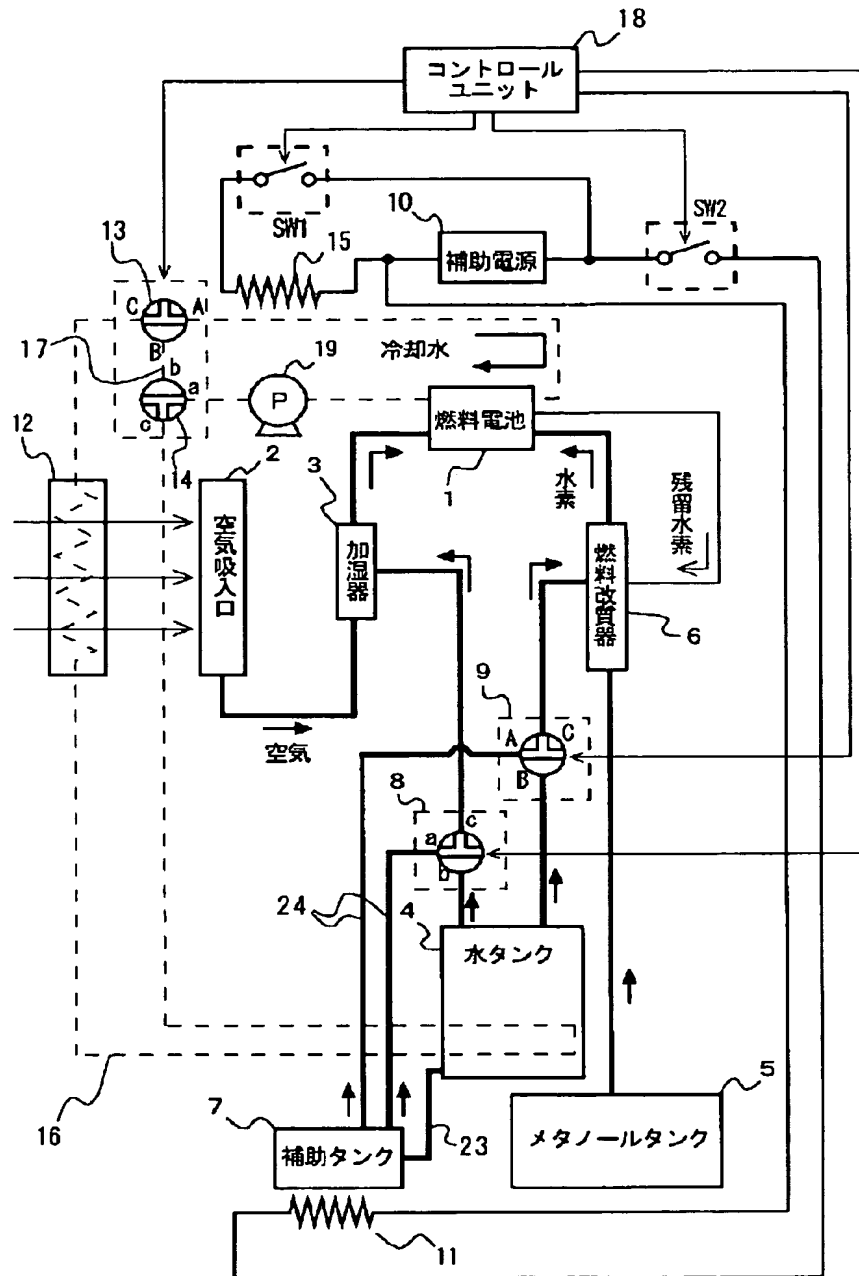 18
コントロール
ユニット
SW1
10
補助電源
SW2
15
13
C
A
B
17
b
a
c
14
19
P
冷却水
燃料電池
1
12
2
空気吸入口
3
加湿器
水素
残留水素
燃料改質器
6
空気
9
A
C
B
8
a
c
b
24
4
水タンク
16
7
補助タンク
23
5
メタノールタンク
11